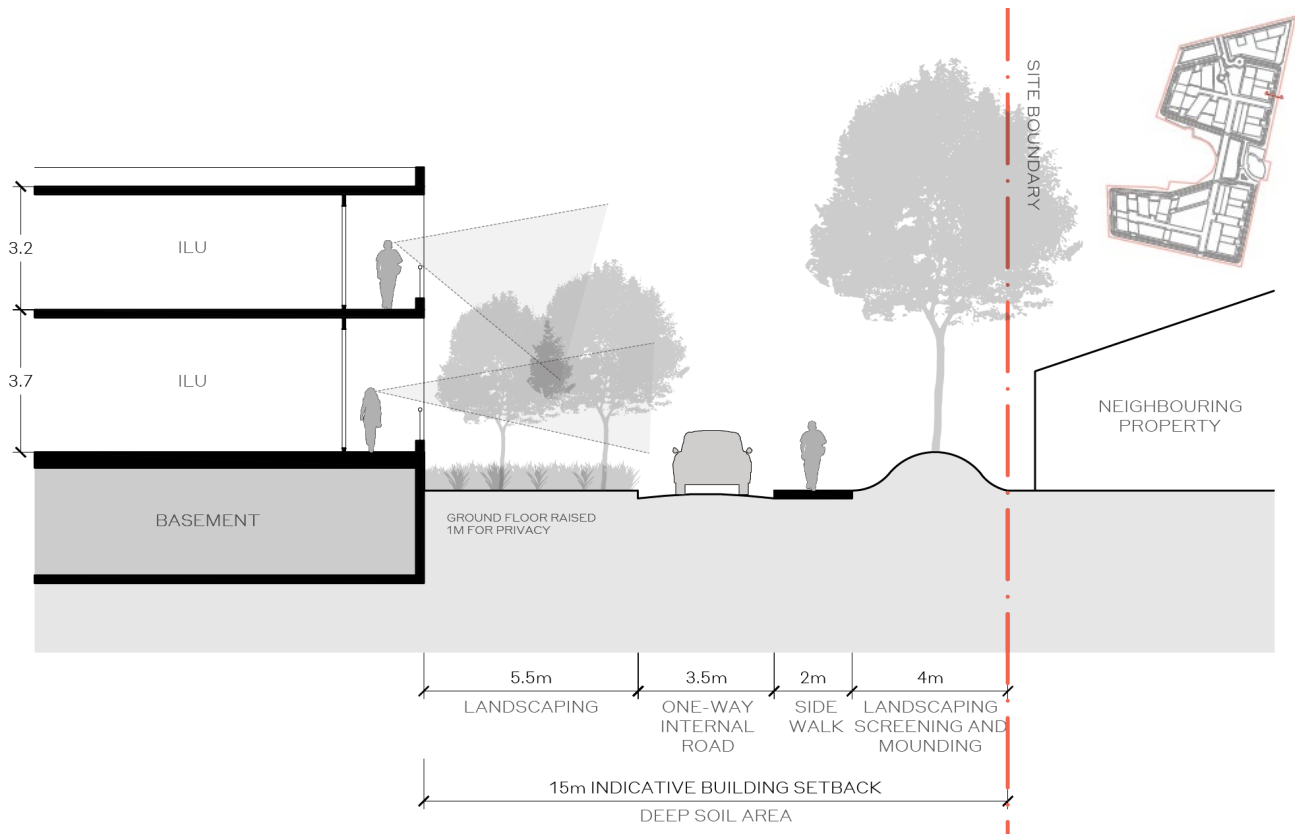 SITE BOUNDARY
3.2
ILU
3.7
ILU
NEIGHBOURING
PROPERTY
BASEMENT
GROUND FLOOR RAISED
1M FOR PRIVACY
5.5m
LANDSCAPING
3.5m
ONE-WAY
INTERNAL
ROAD
2m
SIDE
WALK
4m
LANDSCAPING
SCREENING AND
MOUNDING
15m INDICATIVE BUILDING SETBACK
DEEP SOIL AREA